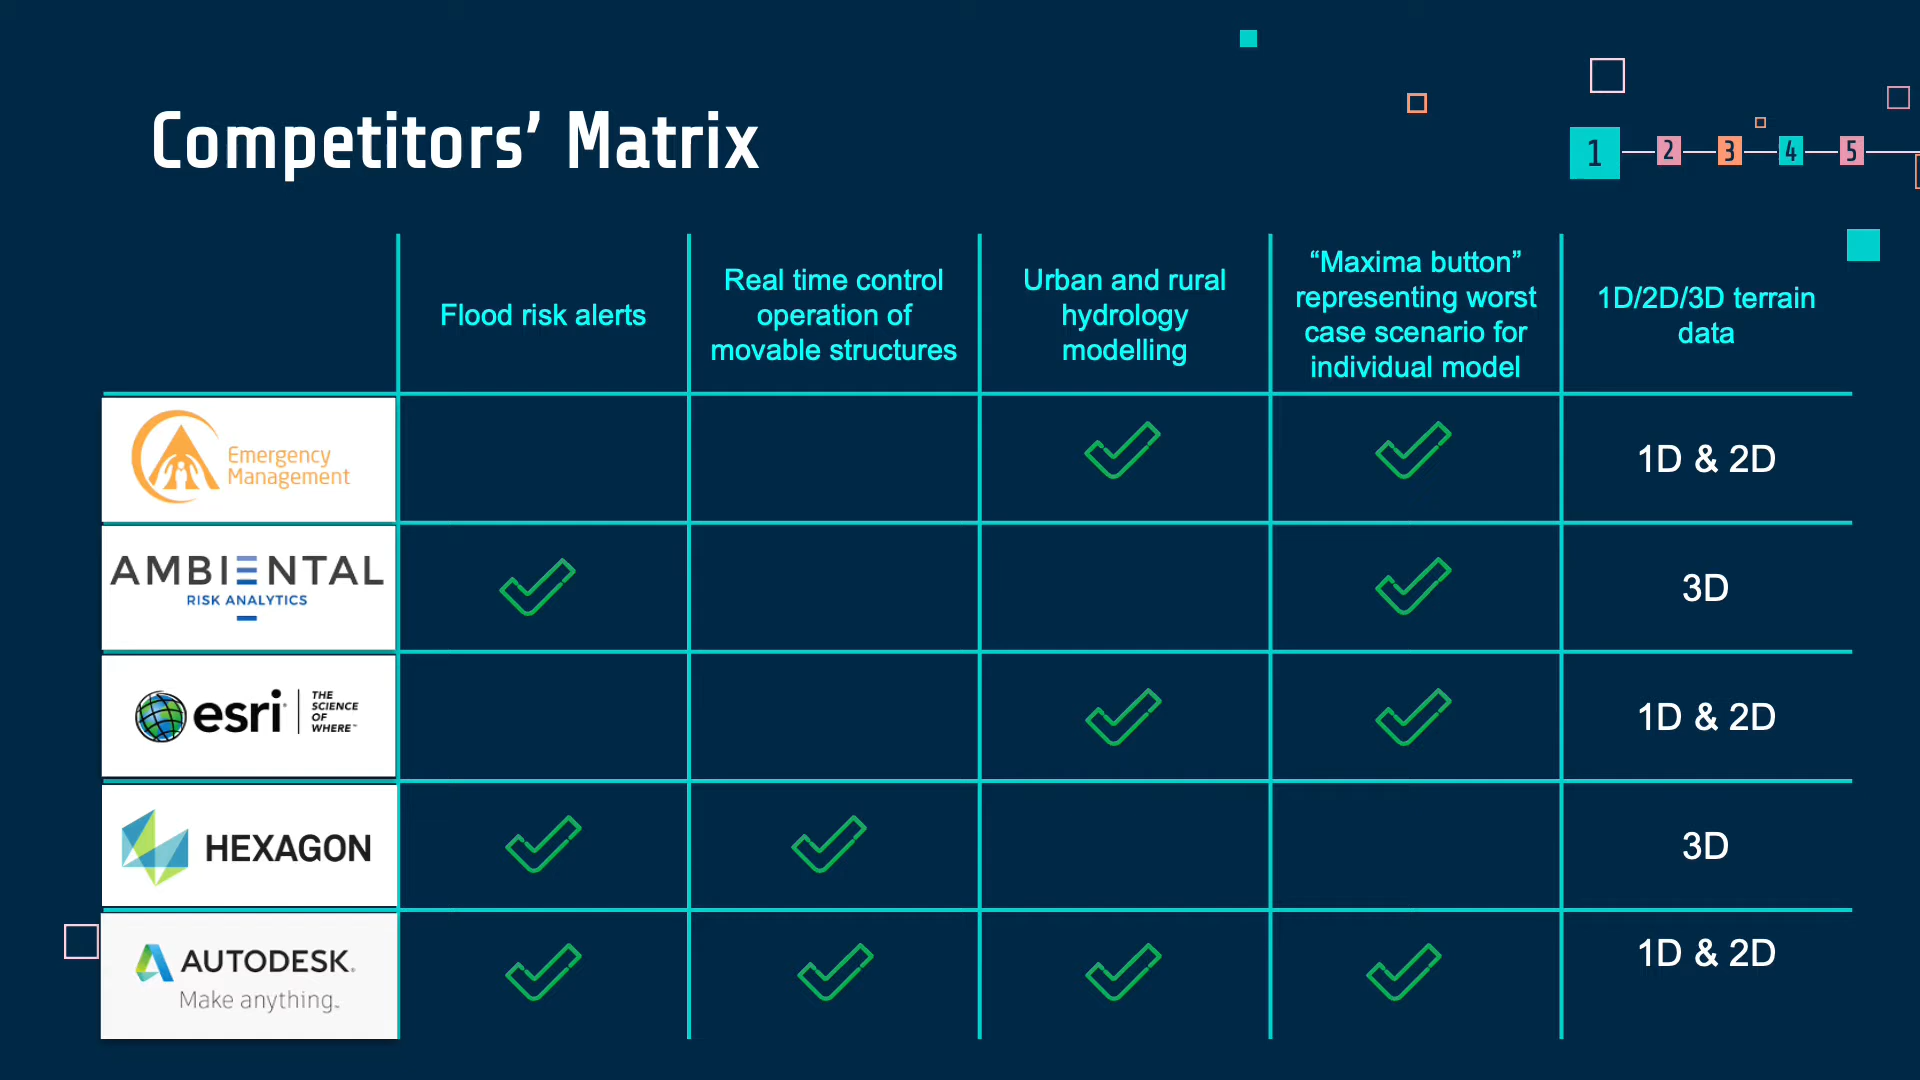 Competitors’ Matrix
1
2
3
4
5
Flood risk alerts
Real time control
operation of
movable structures
Urban and rural
hydrology
modelling
“Maxima button”
representing worst
case scenario for
individual model
1D/2D/3D terrain
data
Emergency
Management
1D & 2D
AMBIENTAL
RISK ANALYTICS
3D
esri
THE
SCIENCE
OF
WHERE™
1D & 2D
HEXAGON
3D
AUTODESK.
Make anything.
1D & 2D